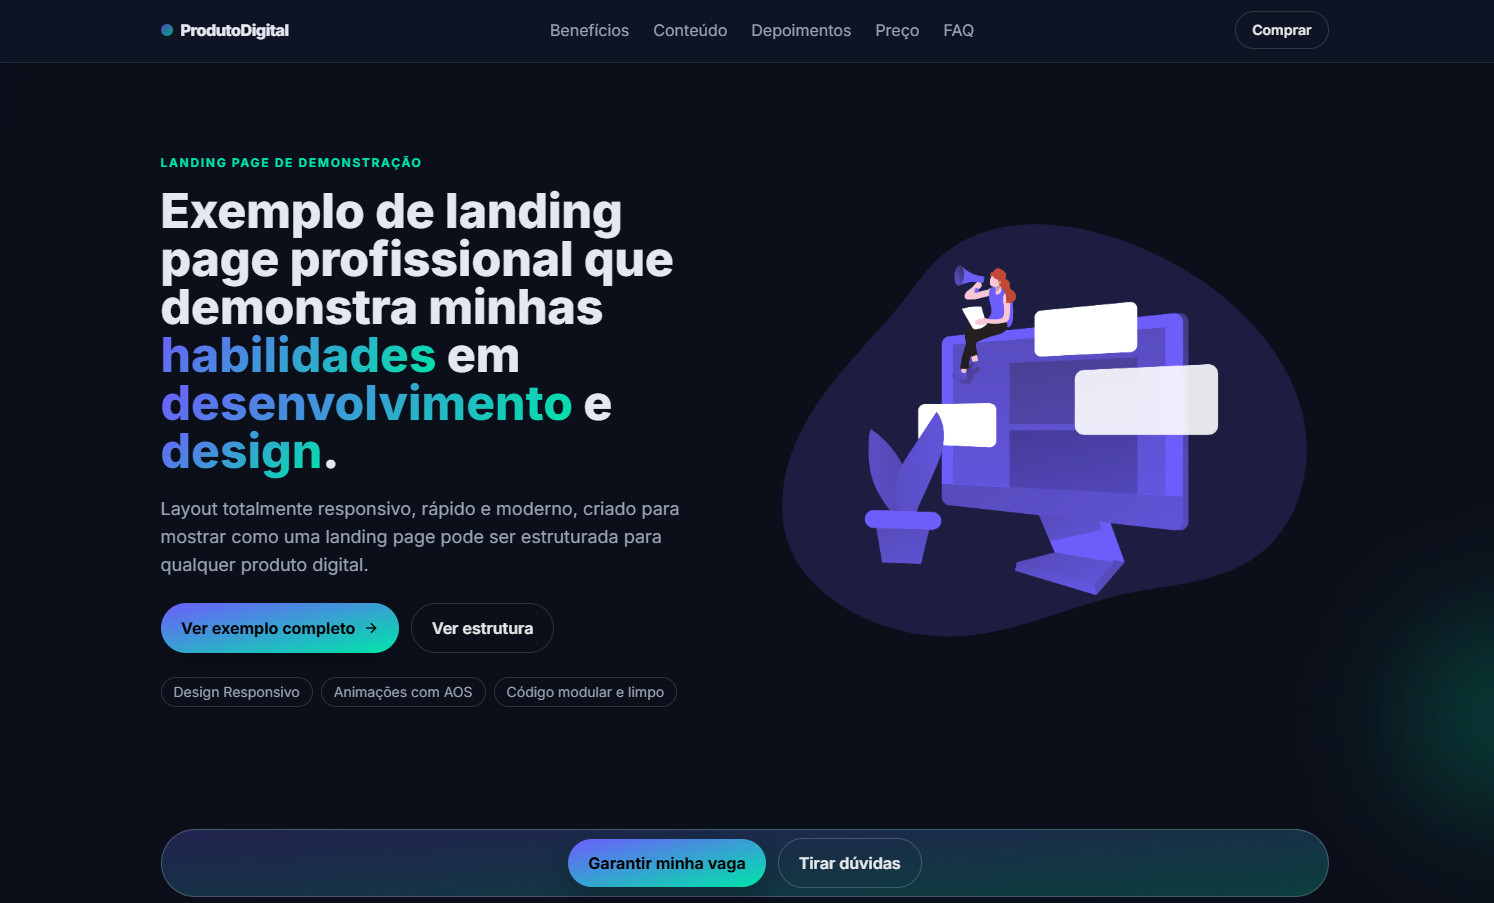 ProdutoDigital
Benefícios Conteúdo Depoimentos Preço FAQ
Comprar
LANDING PAGE DE DEMONSTRAÇÃO
Exemplo de landing
page profissional que
demonstra minhas
habilidades em
desenvolvimento e
design.
Layout totalmente responsivo, rápido e moderno, criado para
mostrar como uma landing page pode ser estruturada para
qualquer produto digital.
Ver exemplo completo → Ver estrutura
Design Responsivo Animações com AOS Código modular e limpo
Garantir minha vaga Tirar dúvidas